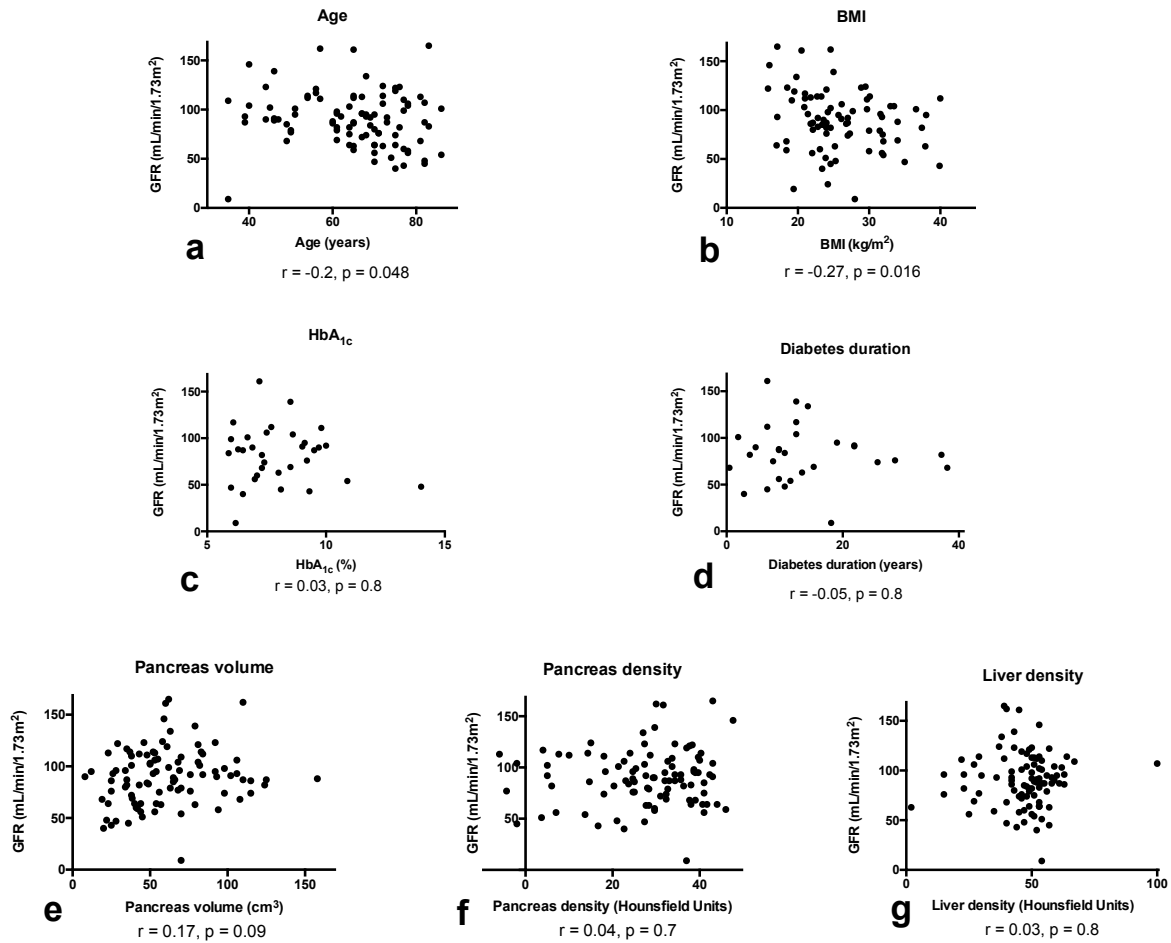 Age
GFR (mL/min/1.73m²)
150
100
50
0
40
60
80
Age (years)
a
r = -0.2, p = 0.048
BMI
GFR (mL/min/1.73m²)
150
100
50
0
10
20
30
40
BMI (kg/m²)
b
r = -0.27, p = 0.016
HbA1c
GFR (mL/min/1.73m²)
150
100
50
0
5
10
15
HbA1c (%)
c
r = 0.03, p = 0.8
Diabetes duration
GFR (mL/min/1.73m²)
150
100
50
0
0
20
40
Diabetes duration (years)
d
r = -0.05, p = 0.8
Pancreas volume
GFR (mL/min/1.73m²)
150
100
50
0
0
50
100
150
Pancreas volume (cm³)
e
r = 0.17, p = 0.09
Pancreas density
GFR (mL/min/1.73m²)
150
100
50
0
0
20
40
Pancreas density (Hounsfield Units)
f
r = 0.04, p = 0.7
Liver density
GFR (mL/min/1.73m²)
150
100
50
0
0
50
100
Liver density (Hounsfield Units)
g
r = 0.03, p = 0.8